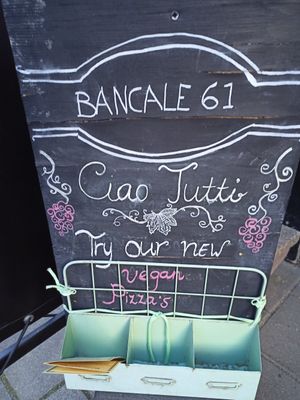 BANCALE 61
Ciao Tutti
Try our new
vegan
Pizza's